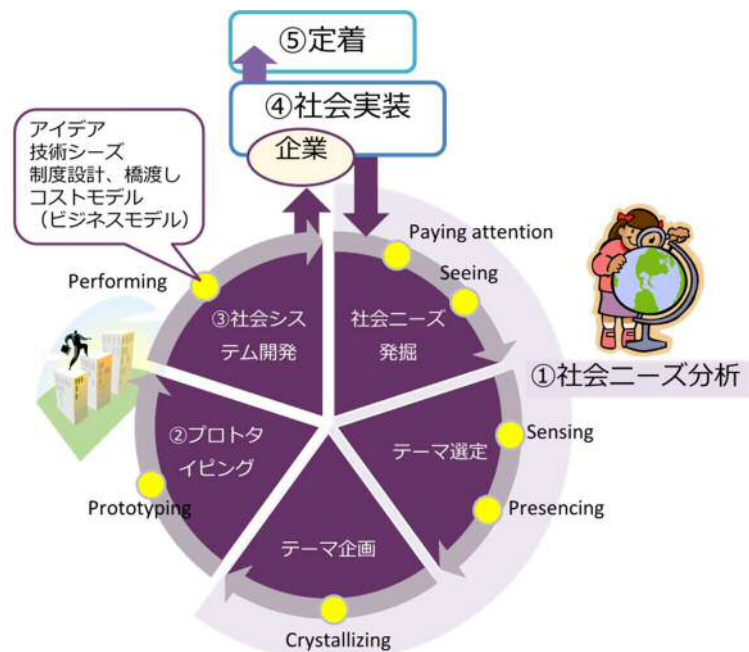 ⑤定着
④社会実装
企業
アイデア
技術シーズ
制度設計、橋渡し
コストモデル
（ビジネスモデル）
Paying attention
Seeing
Performing
③社会シス
テム開発
社会ニーズ
発掘
①社会ニーズ分析
②プロトタ
イピング
テーマ選定
Sensing
Prototyping
Presencing
テーマ企画
Crystallizing